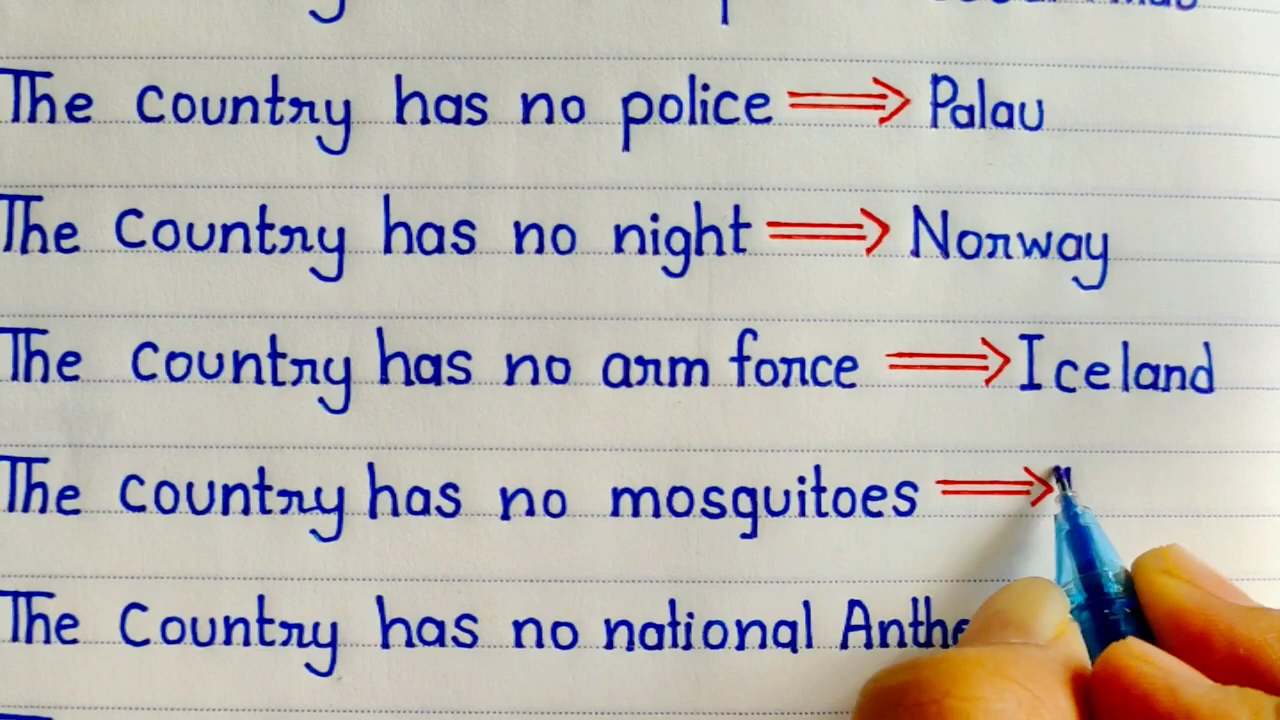 The country has no police ⟹ Palau
The Country has no night ⟹ Norway
The country has no arm force ⟹ Iceland
The country has no mosquitoes ⟹
The Country has no national